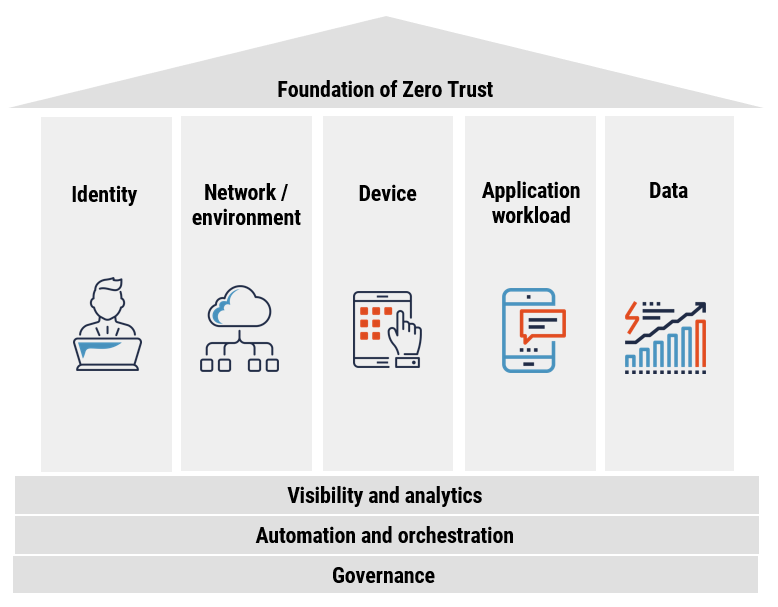 Foundation of Zero Trust
Identity
Network /
environment
Device
Application
workload
Data
Visibility and analytics
Automation and orchestration
Governance